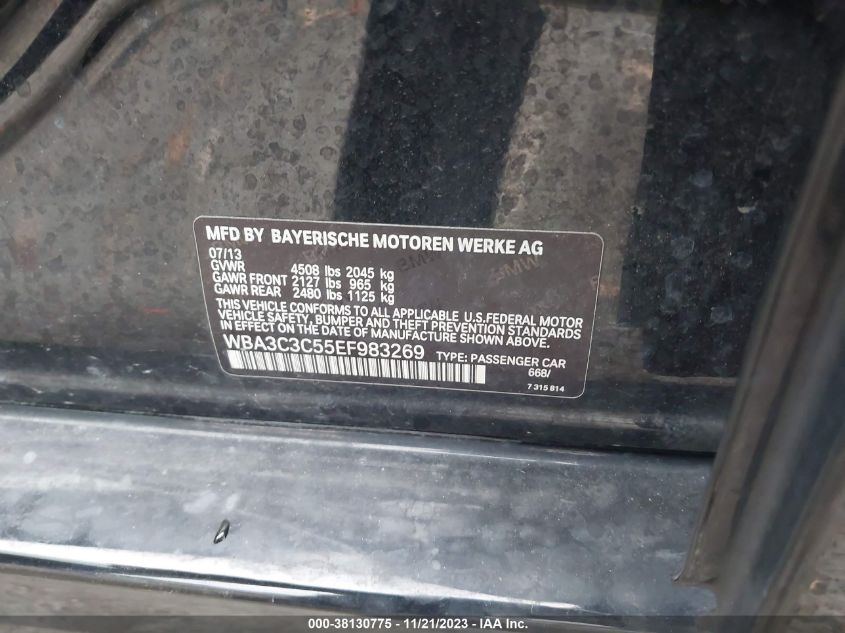 MFD BY BAYERISCHE MOTOREN WERKE AG
07/13
GVWR 4508 lbs 2045 kg
GAWR FRONT 2127 lbs 965 kg
GAWR REAR 2480 lbs 1125 kg
THIS VEHICLE CONFORMS TO ALL APPLICABLE U.S.FEDERAL MOTOR
VEHICLE SAFETY, BUMPER AND THEFT PREVENTION STANDARDS
IN EFFECT ON THE DATE OF MANUFACTURE SHOWN ABOVE.
WBA3C3C55EF983269 TYPE: PASSENGER CAR
668/
7 315 814
000-38130775 - 11/21/2023 - IAA Inc.